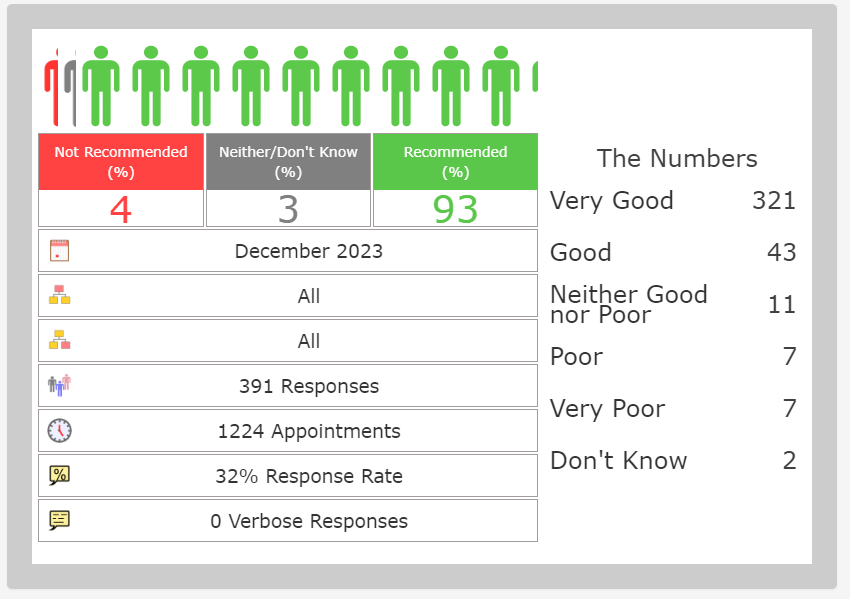 Not Recommended
(%)
Neither/Don't Know
(%)
Recommended
(%)
4
3
93
December 2023
All
All
391 Responses
1224 Appointments
% 32% Response Rate
0 Verbose Responses
The Numbers
Very Good 321
Good 43
Neither Good
nor Poor 11
Poor 7
Very Poor 7
Don't Know 2